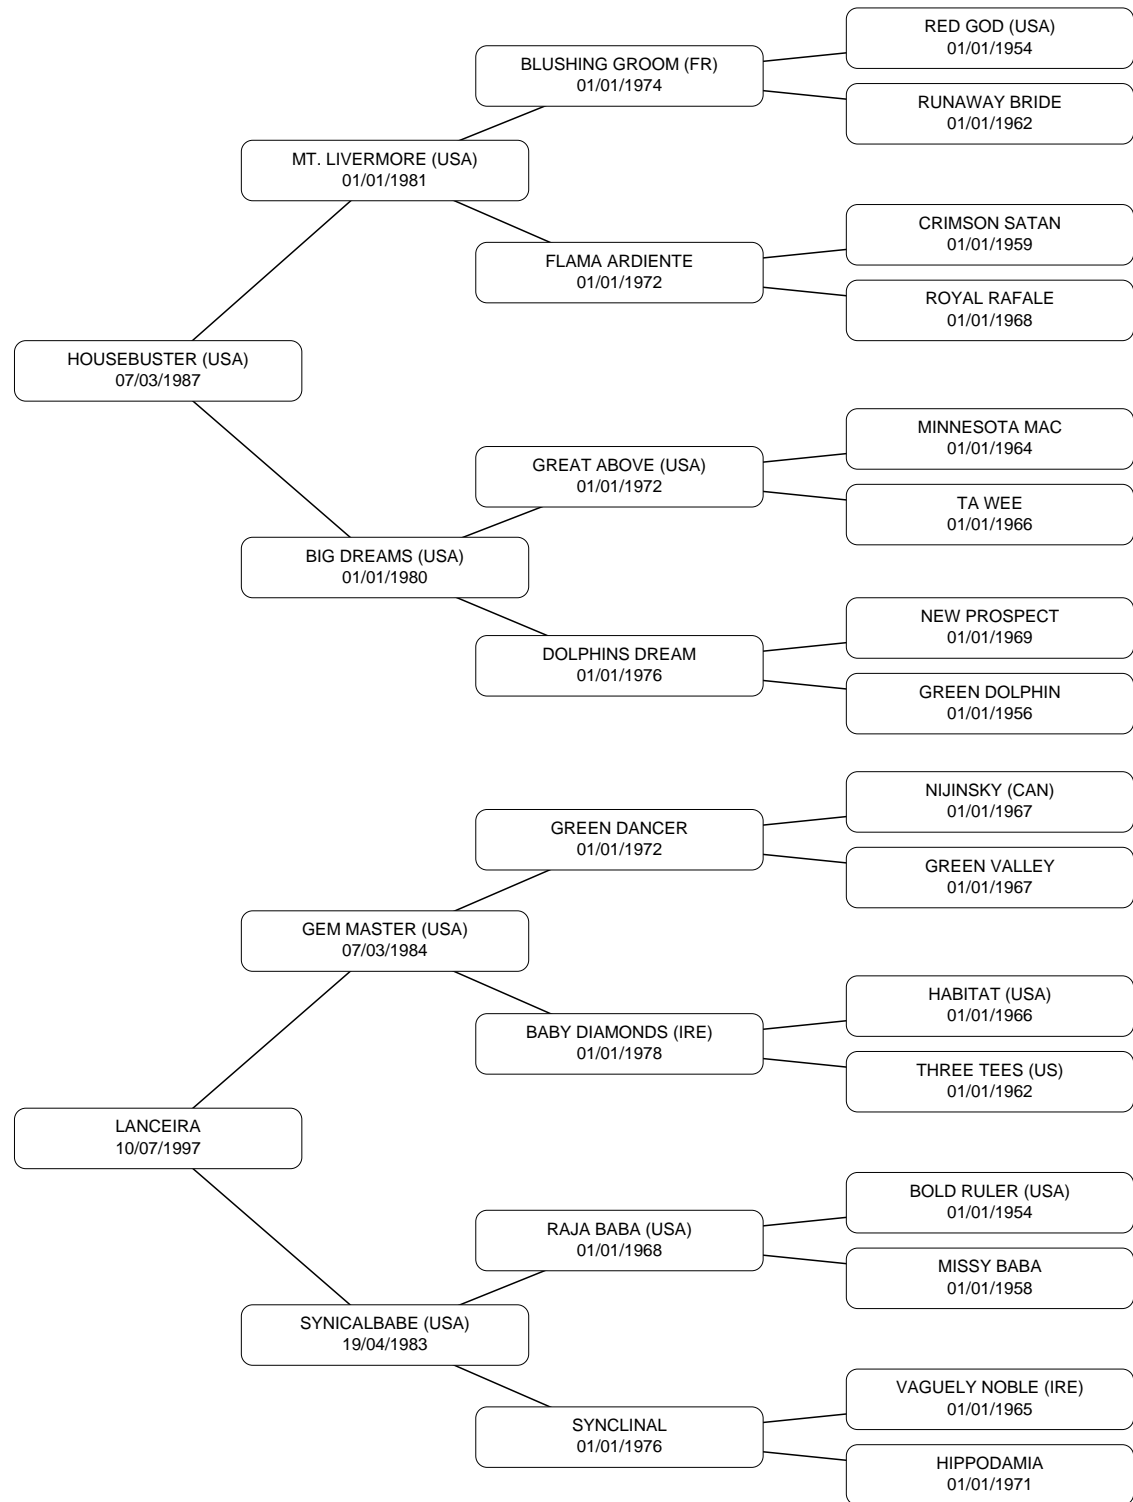 RED GOD (USA)
01/01/1954
BLUSHING GROOM (FR)
01/01/1974
RUNAWAY BRIDE
01/01/1962
MT. LIVERMORE (USA)
01/01/1981
CRIMSON SATAN
01/01/1959
FLAMA ARDIENTE
01/01/1972
ROYAL RAFALE
01/01/1968
HOUSEBUSTER (USA)
07/03/1987
MINNESOTA MAC
01/01/1964
GREAT ABOVE (USA)
01/01/1972
TA WEE
01/01/1966
BIG DREAMS (USA)
01/01/1980
NEW PROSPECT
01/01/1969
DOLPHINS DREAM
01/01/1976
GREEN DOLPHIN
01/01/1956
NIJINSKY (CAN)
01/01/1967
GREEN DANCER
01/01/1972
GREEN VALLEY
01/01/1967
GEM MASTER (USA)
07/03/1984
HABITAT (USA)
01/01/1966
BABY DIAMONDS (IRE)
01/01/1978
THREE TEES (US)
01/01/1962
LANCEIRA
10/07/1997
BOLD RULER (USA)
01/01/1954
RAJA BABA (USA)
01/01/1968
MISSY BABA
01/01/1958
SYNICALBABE (USA)
19/04/1983
VAGUELY NOBLE (IRE)
01/01/1965
SYNCLINAL
01/01/1976
HIPPODAMIA
01/01/1971